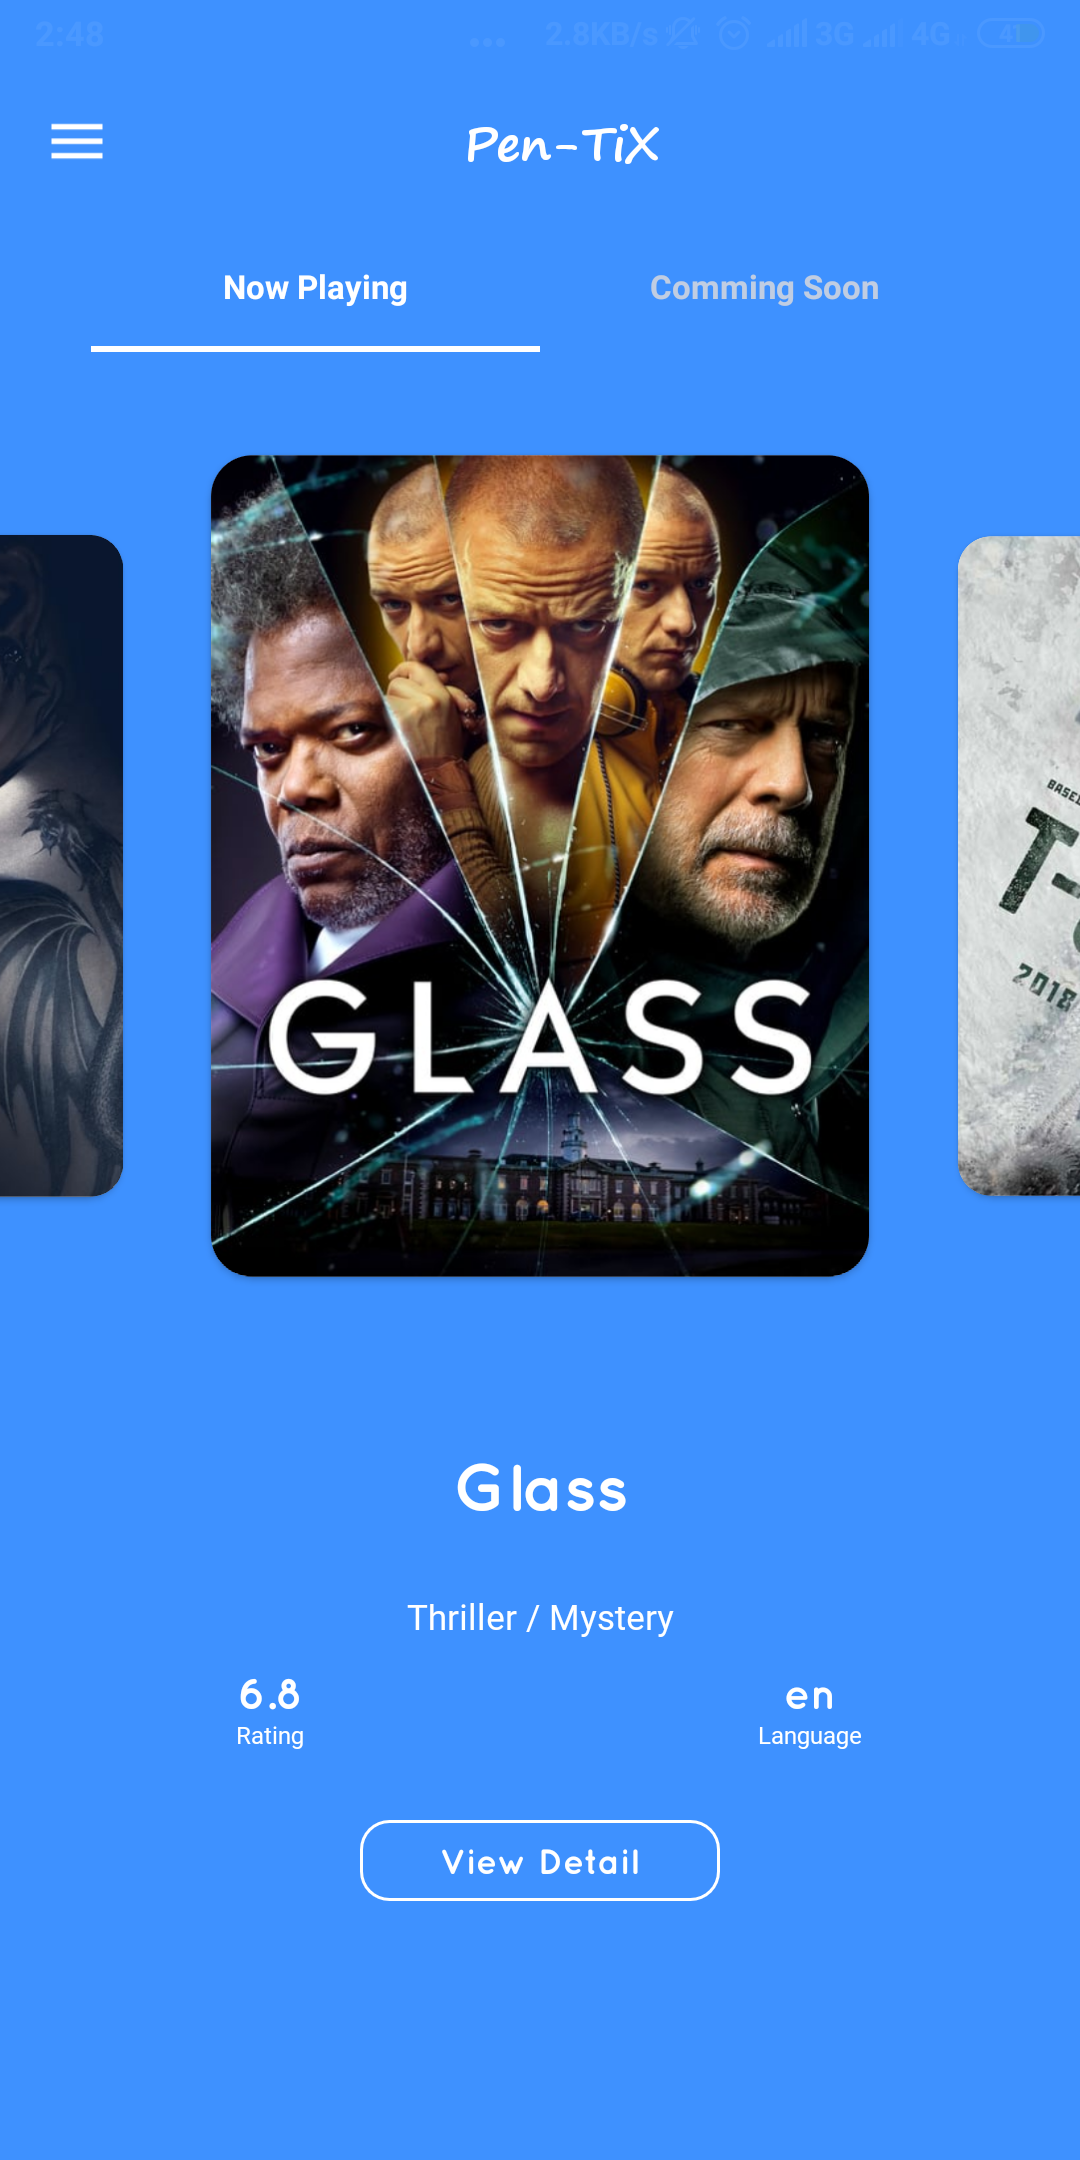 2:48
... 2.8KB/s 3G 4G 41
Pen-TiX
Now Playing
Comming Soon
BASE
T-
2018
GLASS
Glass
Thriller / Mystery
6.8
en
Rating
Language
View Detail